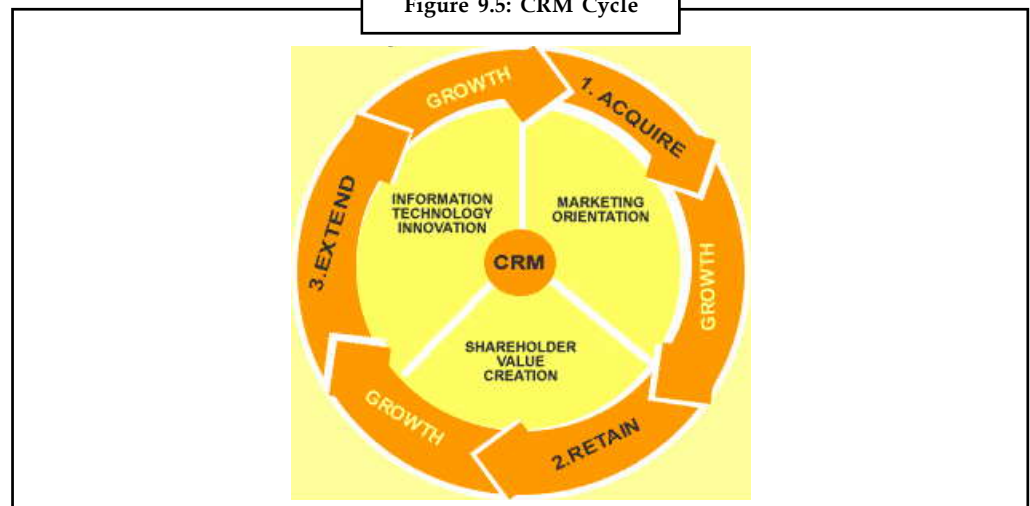 Figure 9.5: CRM Cycle
GROWTH
1. ACQUIRE
INFORMATION
TECHNOLOGY
INNOVATION
MARKETING
ORIENTATION
3.EXTEND
CRM
GROWTH
SHAREHOLDER
VALUE
CREATION
GROWTH
2.RETAIN